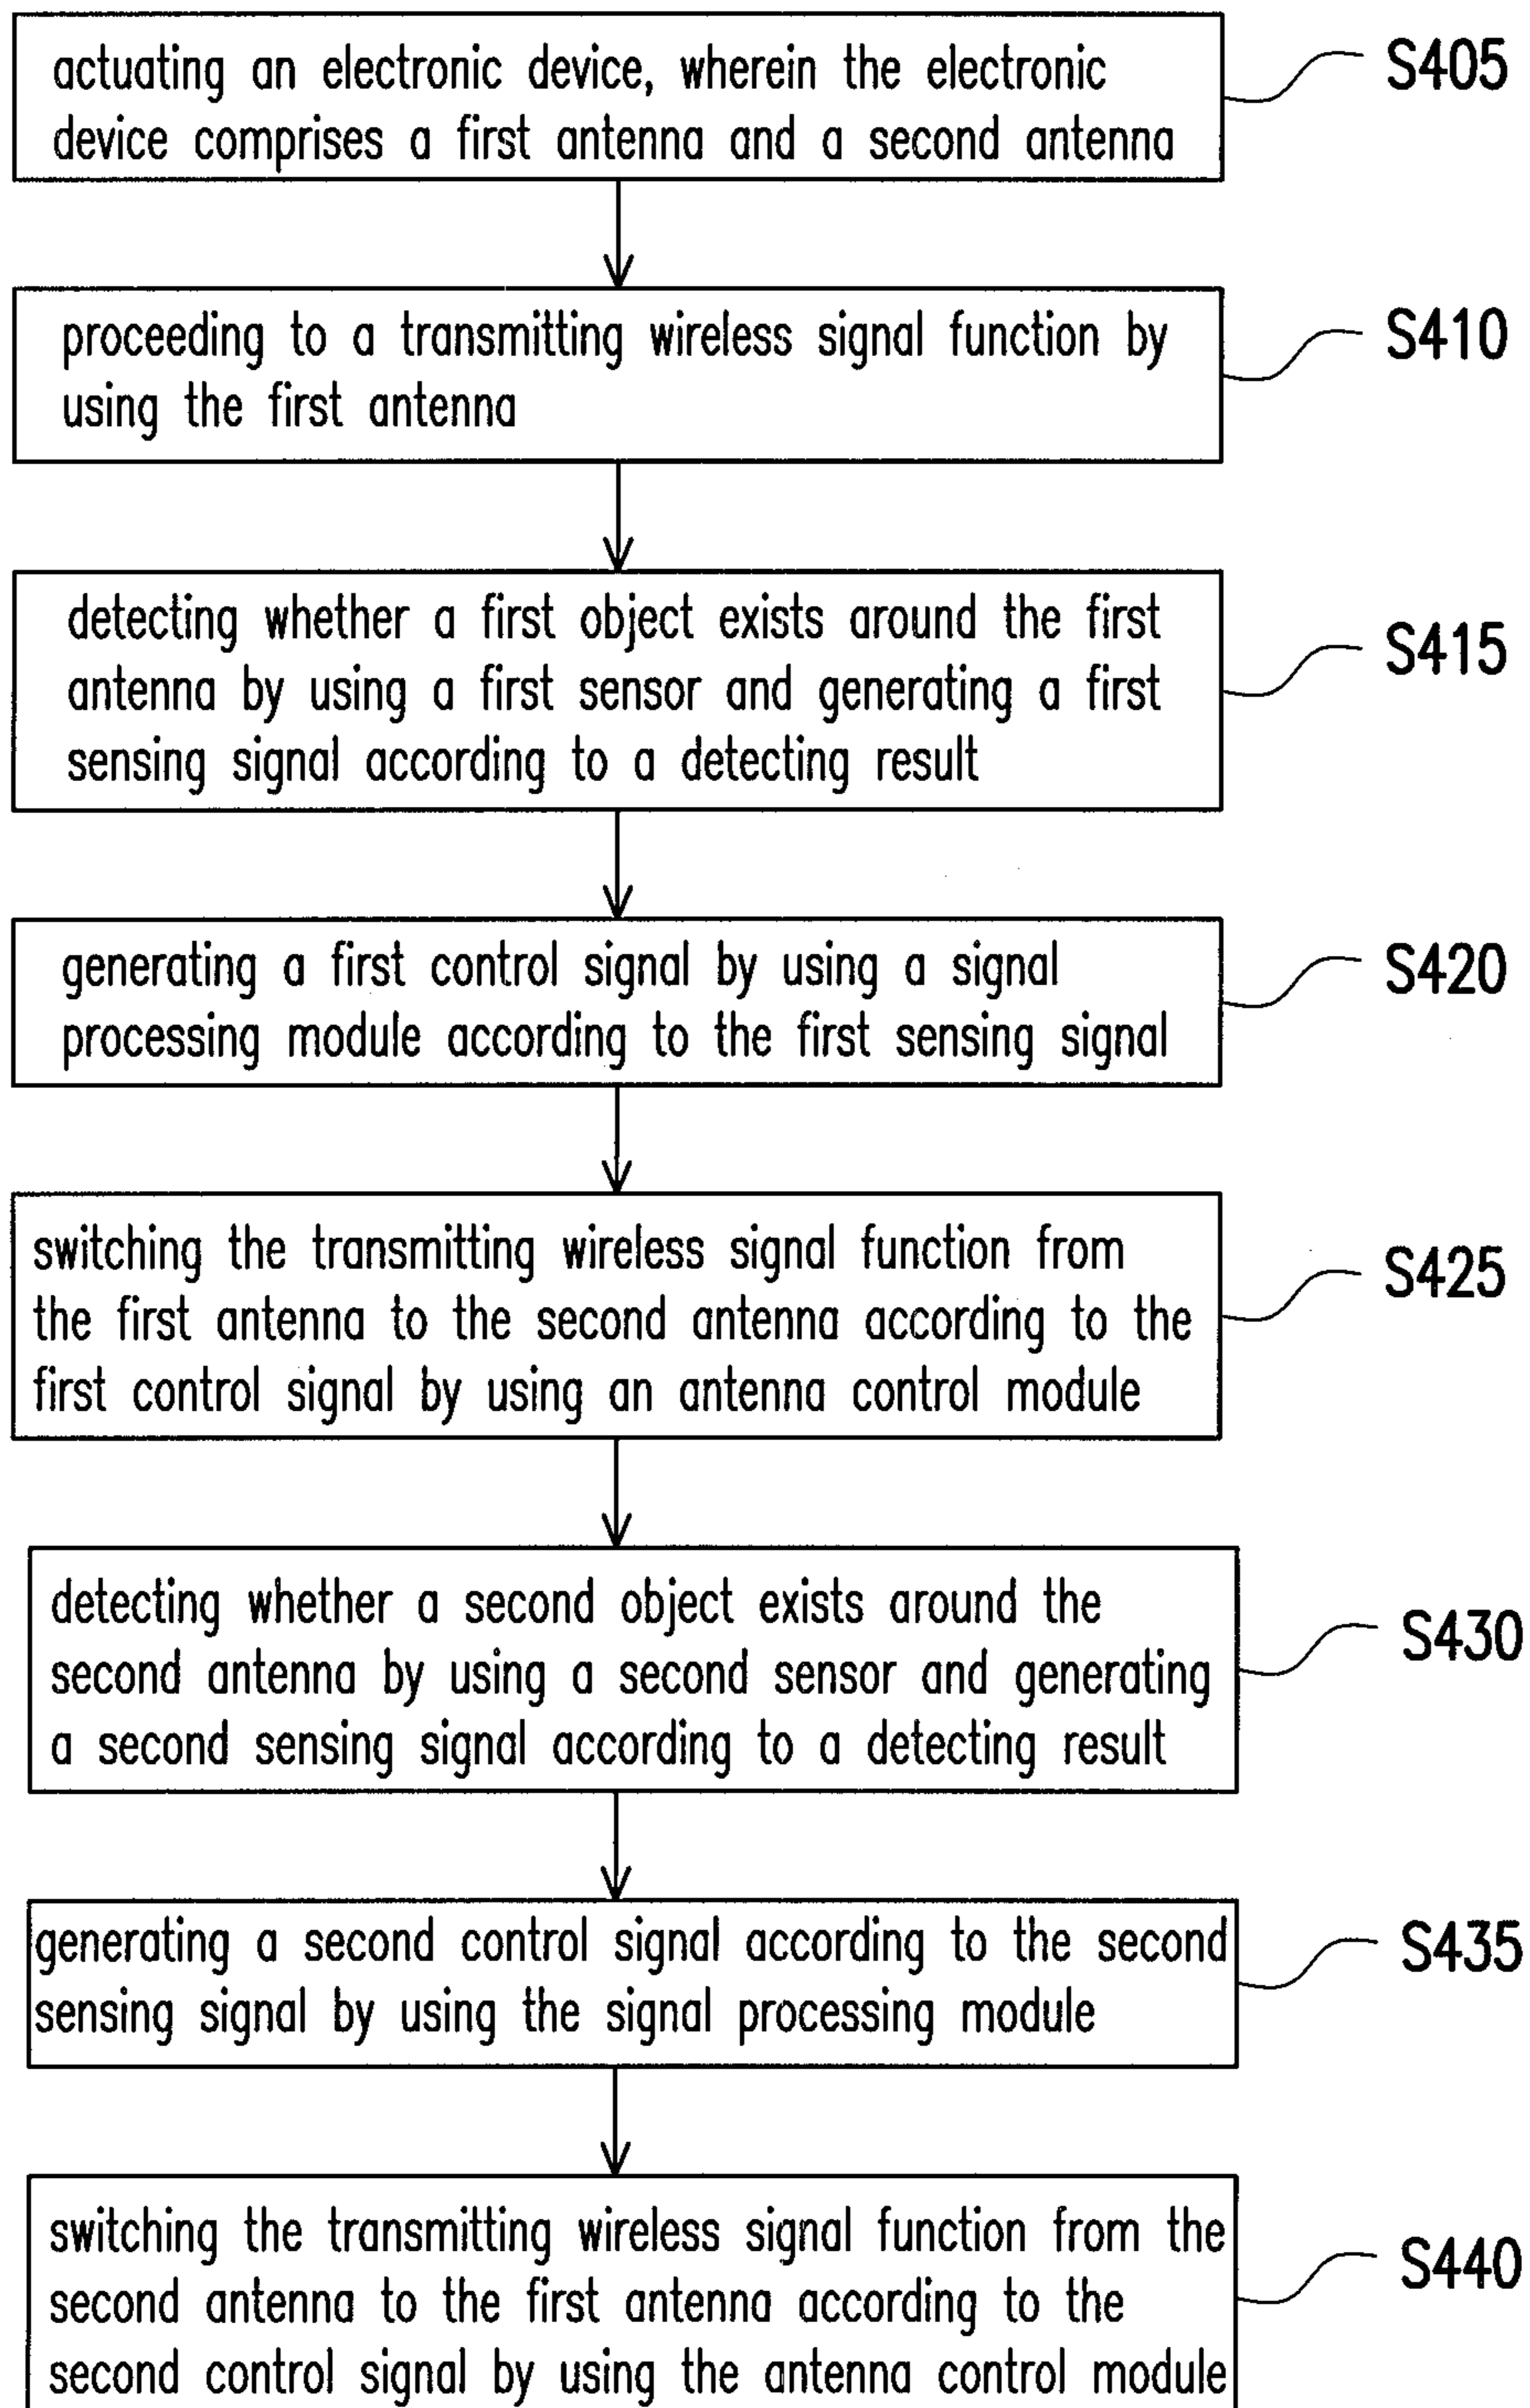 actuating an electronic device, wherein the electronic
device comprises a first antenna and a second antenna
S405
proceeding to a transmitting wireless signal function by
using the first antenna
S410
detecting whether a first object exists around the first
antenna by using a first sensor and generating a first
sensing signal according to a detecting result
S415
generating a first control signal by using a signal
processing module according to the first sensing signal
S420
switching the transmitting wireless signal function from
the first antenna to the second antenna according to the
first control signal by using an antenna control module
S425
detecting whether a second object exists around the
second antenna by using a second sensor and generating
a second sensing signal according to a detecting result
S430
generating a second control signal according to the second
sensing signal by using the signal processing module
S435
switching the transmitting wireless signal function from the
second antenna to the first antenna according to the
second control signal by using the antenna control module
S440